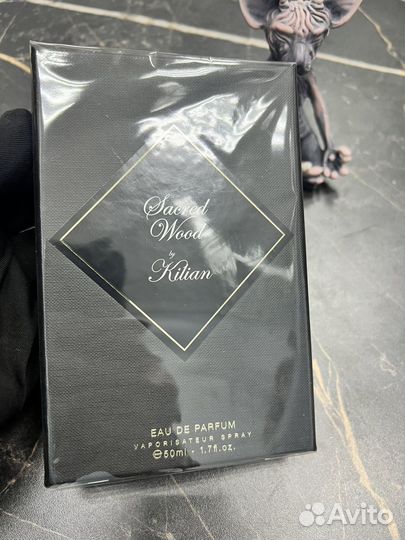 Sacred
Wood
by
Kilian
EAU DE PARFUM
VAPORISATEUR SPRAY
℮50ml - 1.7fl.oz.
Avito